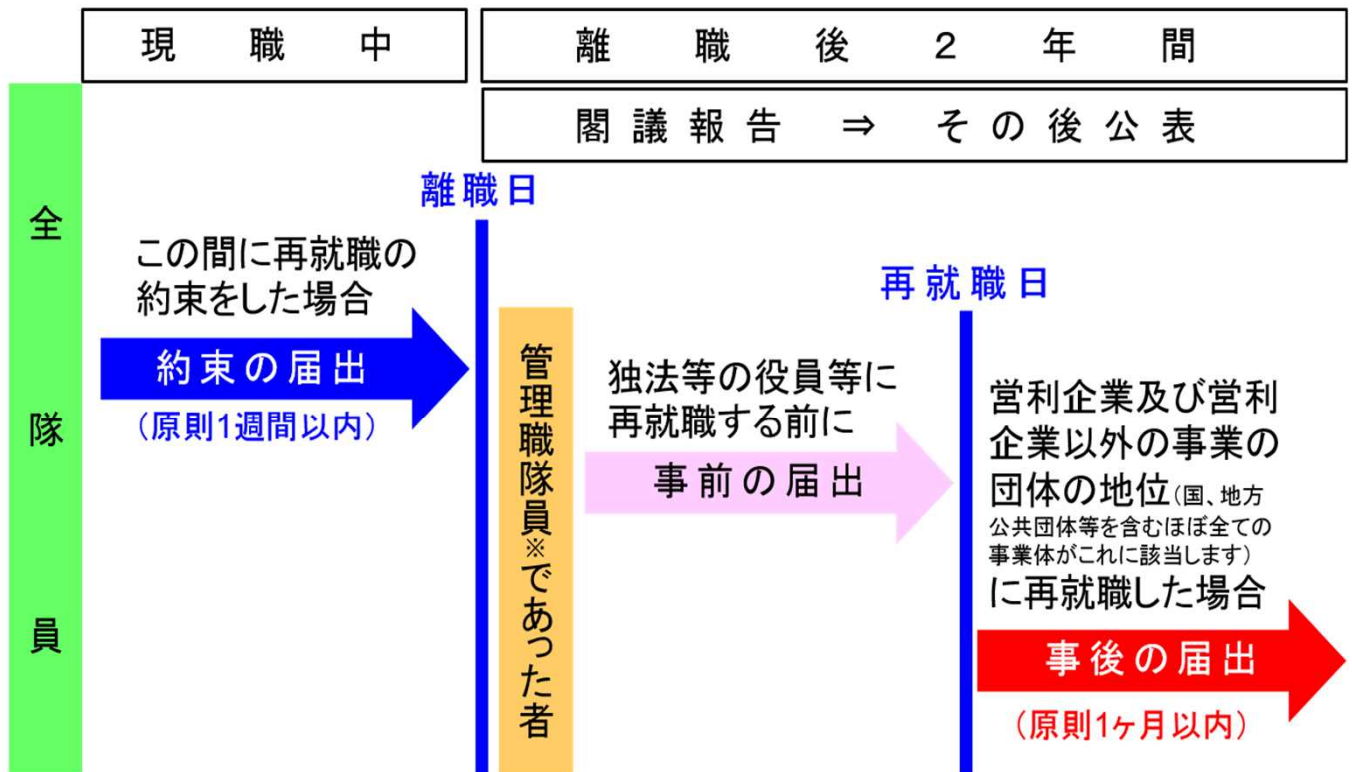 現職中
離職後2年間
閣議報告 ⇒ その後公表
全隊員
離職日
この間に再就職の
約束をした場合
約束の届出
(原則1週間以内)
管理職隊員※であった者
独法等の役員等に
再就職する前に
事前の届出
再就職日
営利企業及び営利
企業以外の事業の
団体の地位(国、地方
公共団体等を含むほぼ全ての
事業体がこれに該当します)
に再就職した場合
事後の届出
(原則1ヶ月以内)